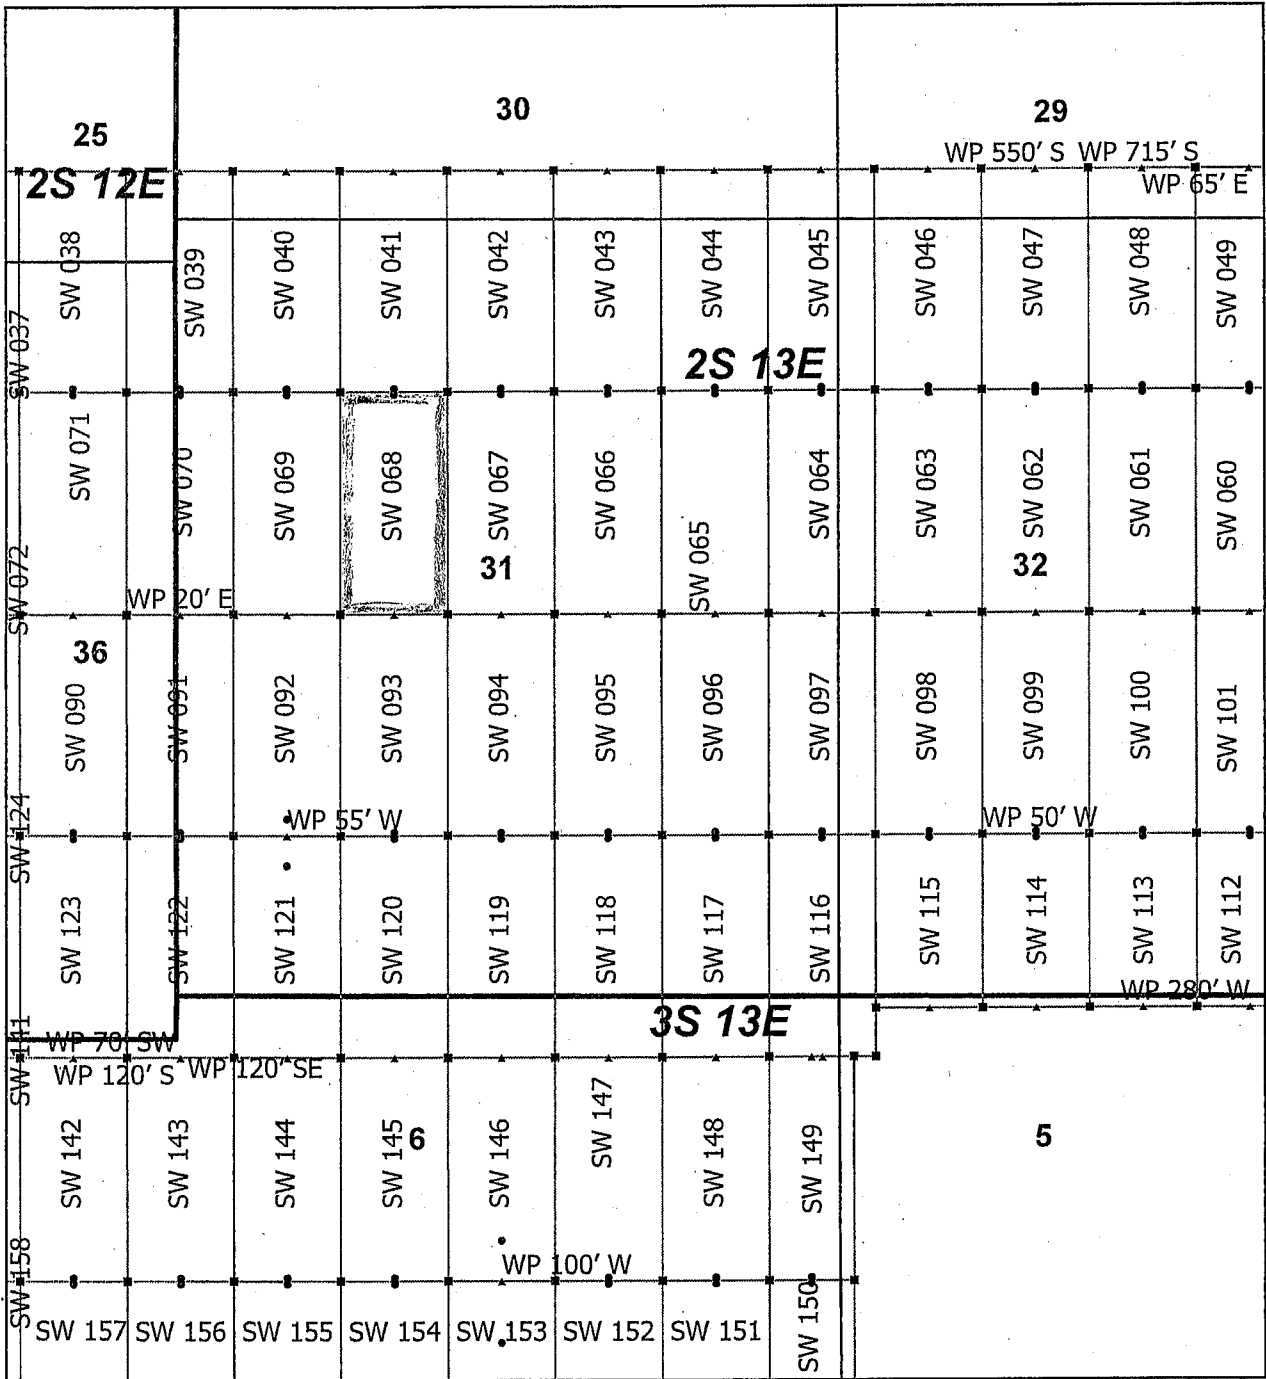 30
29
25
WP 550' S WP 715' S
2S 12E
WP 65' E
SW 038
SW 039
SW 040
SW 041
SW 042
SW 043
SW 044
SW 045
SW 046
SW 047
SW 048
SW 049
SW 037
2S 13E
SW 071
SW 070
SW 069
SW 068
SW 067
SW 066
SW 065
SW 064
SW 063
SW 062
SW 061
SW 060
31
32
SW 072
WP 20' E
36
SW 090
SW 091
SW 092
SW 093
SW 094
SW 095
SW 096
SW 097
SW 098
SW 099
SW 100
SW 101
SW 124
WP 55' W
WP 50' W
SW 123
SW 122
SW 121
SW 120
SW 119
SW 118
SW 117
SW 116
SW 115
SW 114
SW 113
SW 112
WP 280' W
3S 13E
SW 141
WP 70' SW
WP 120' S
WP 120' SE
SW 142
SW 143
SW 144
SW 145
6
SW 146
SW 147
SW 148
SW 149
5
SW 158
WP 100' W
SW 157
SW 156
SW 155
SW 154
SW 153
SW 152
SW 151
SW 150